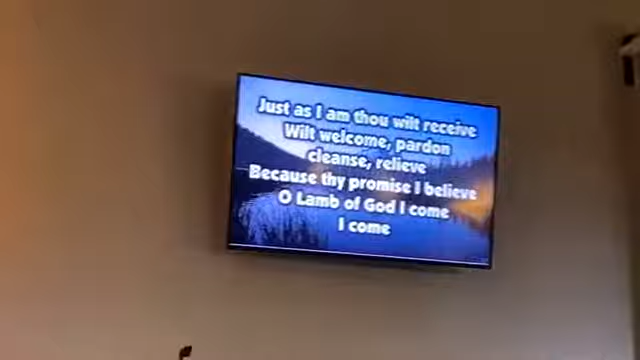 Just as I am thou wilt receive
Wilt welcome, pardon
cleanse, relieve
Because thy promise I believe
O Lamb of God I come
I come